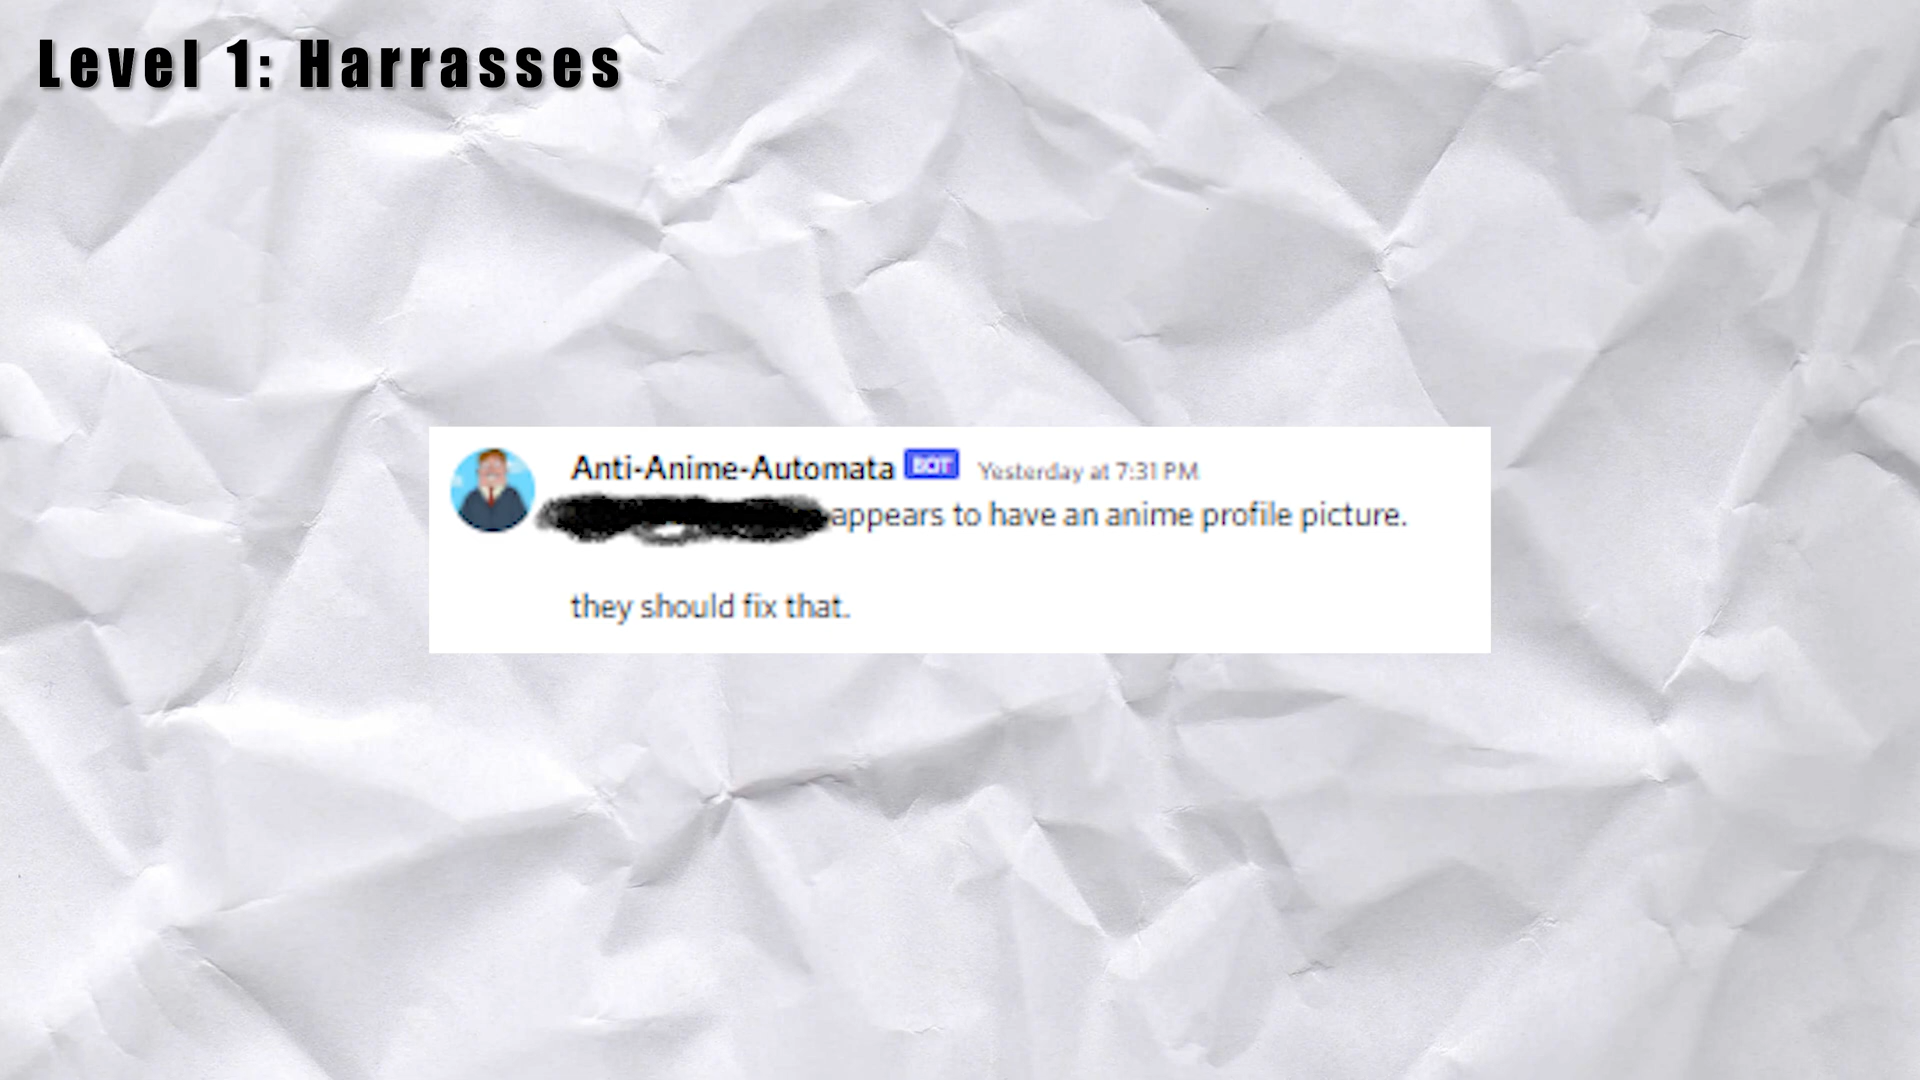 Level 1: Harrasses
Anti-Anime-Automata BOT Yesterday at 7:31 PM
appears to have an anime profile picture.
they should fix that.